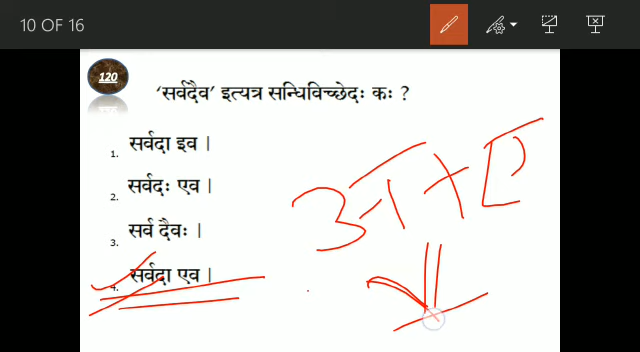 10 OF 16
120
'सर्वदैव' इत्यत्र सन्धिविच्छेदः कः ?
1. सर्वदा इव |
2. सर्वदः एव |
3. सर्व दैवः |
4. सर्वदा एव |
आ + ए